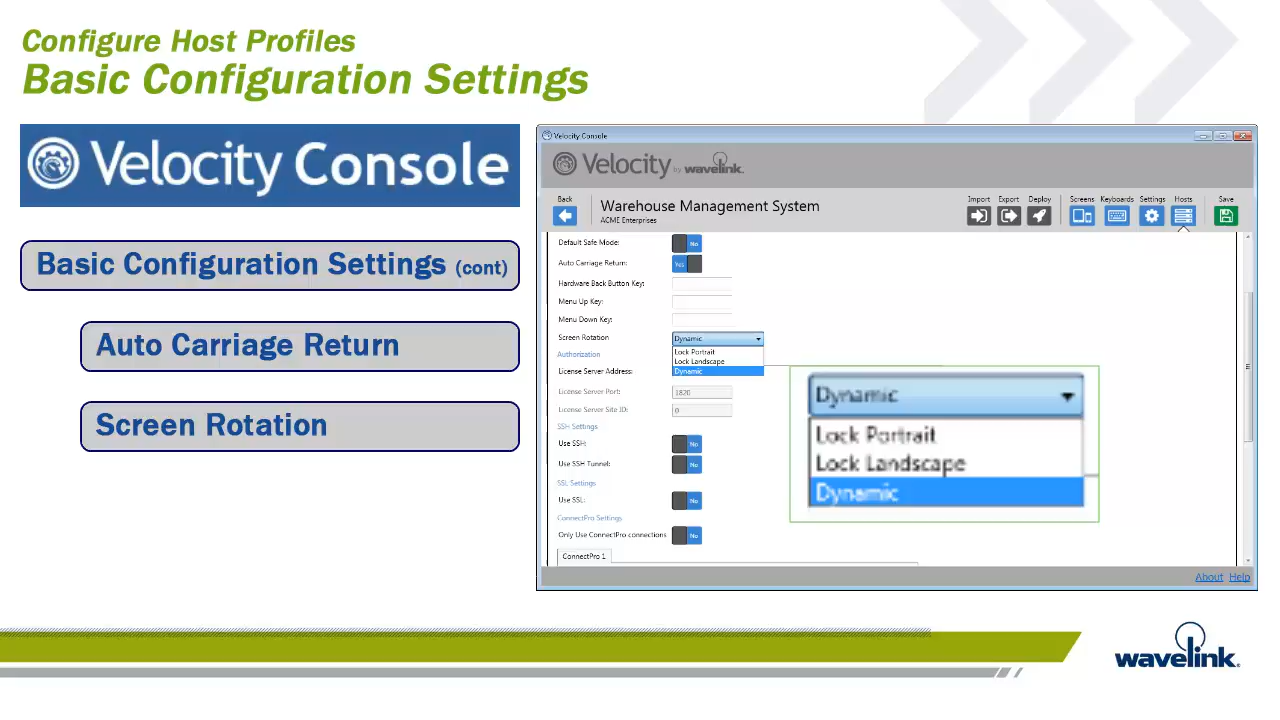 Configure Host Profiles
Basic Configuration Settings
Velocity Console
Basic Configuration Settings (cont)
Auto Carriage Return
Screen Rotation
Velocity Console
Velocity by wavelink.
Back
Warehouse Management System
ACME Enterprises
Import Export Deploy Screens Keyboards Settings Hosts Save
Default Safe Mode: No
Auto Carriage Return: Yes
Hardware Back Button Key:
Menu Up Key:
Menu Down Key:
Screen Rotation Dynamic
Lock Portrait
Lock Landscape
Dynamic
Authorization
License Server Address:
License Server Port: 1820
License Server Site ID: 0
SSH Settings
Use SSH: No
Use SSH Tunnel: No
SSL Settings
Use SSL: No
ConnectPro Settings
Only Use ConnectPro connections No
ConnectPro 1
Dynamic
Lock Portrait
Lock Landscape
Dynamic
About Help
wavelink.